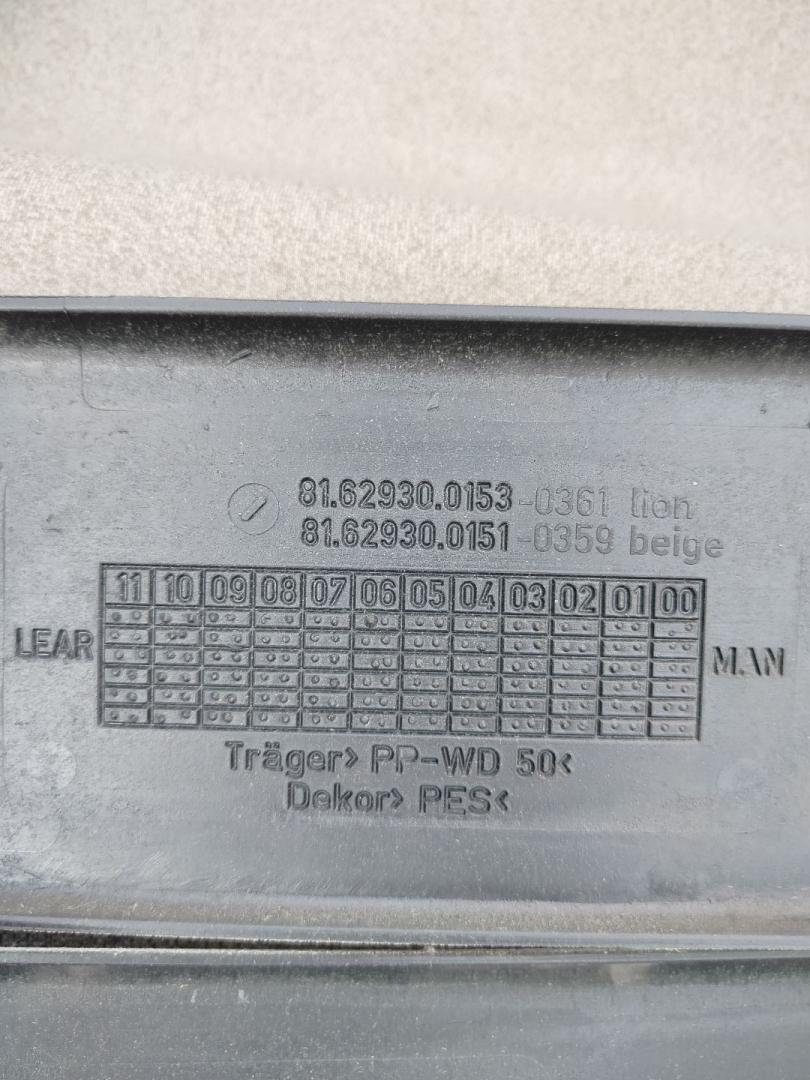 81.62930.0153-0361 lion
81.62930.0151-0359 beige
11 10 09 08 07 06 05 04 03 02 01 00
LEAR
MAN
Träger> PP-WD 50<
Dekor> PES<